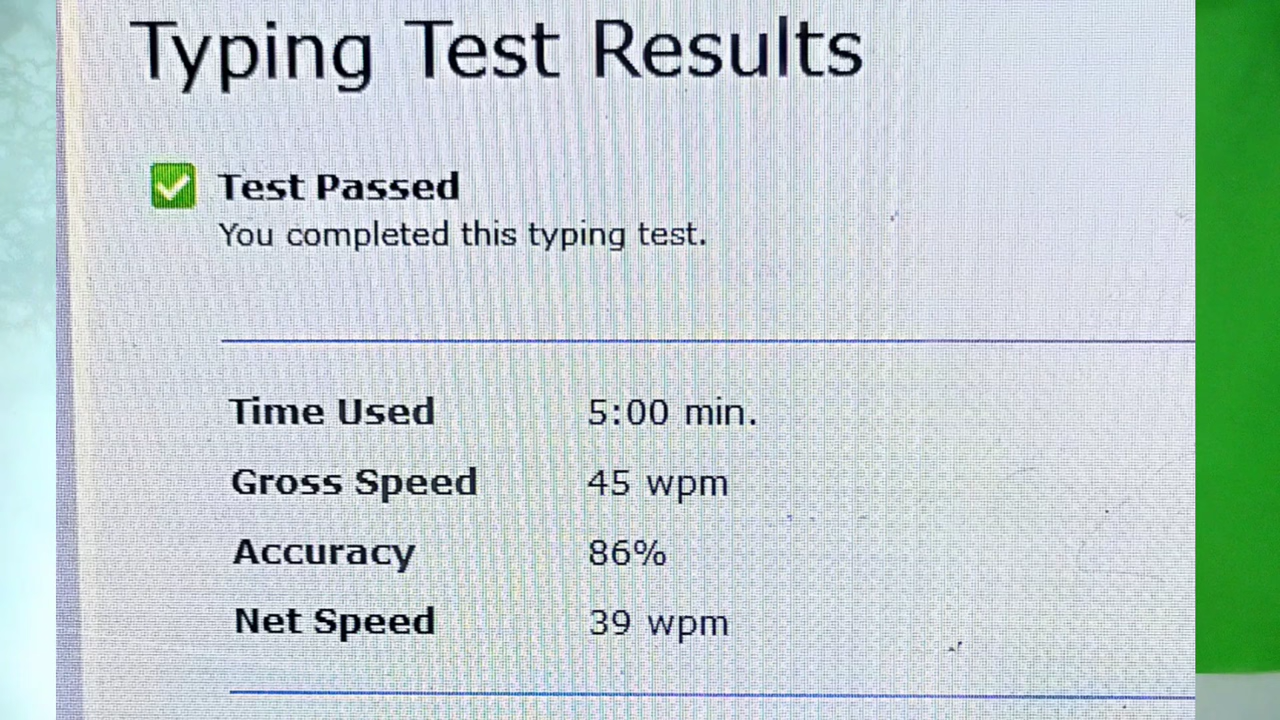 Typing Test Results
Test Passed
You completed this typing test.
Time Used 5:00 min.
Gross Speed 45 wpm
Accuracy 86%
Net Speed 39 wpm